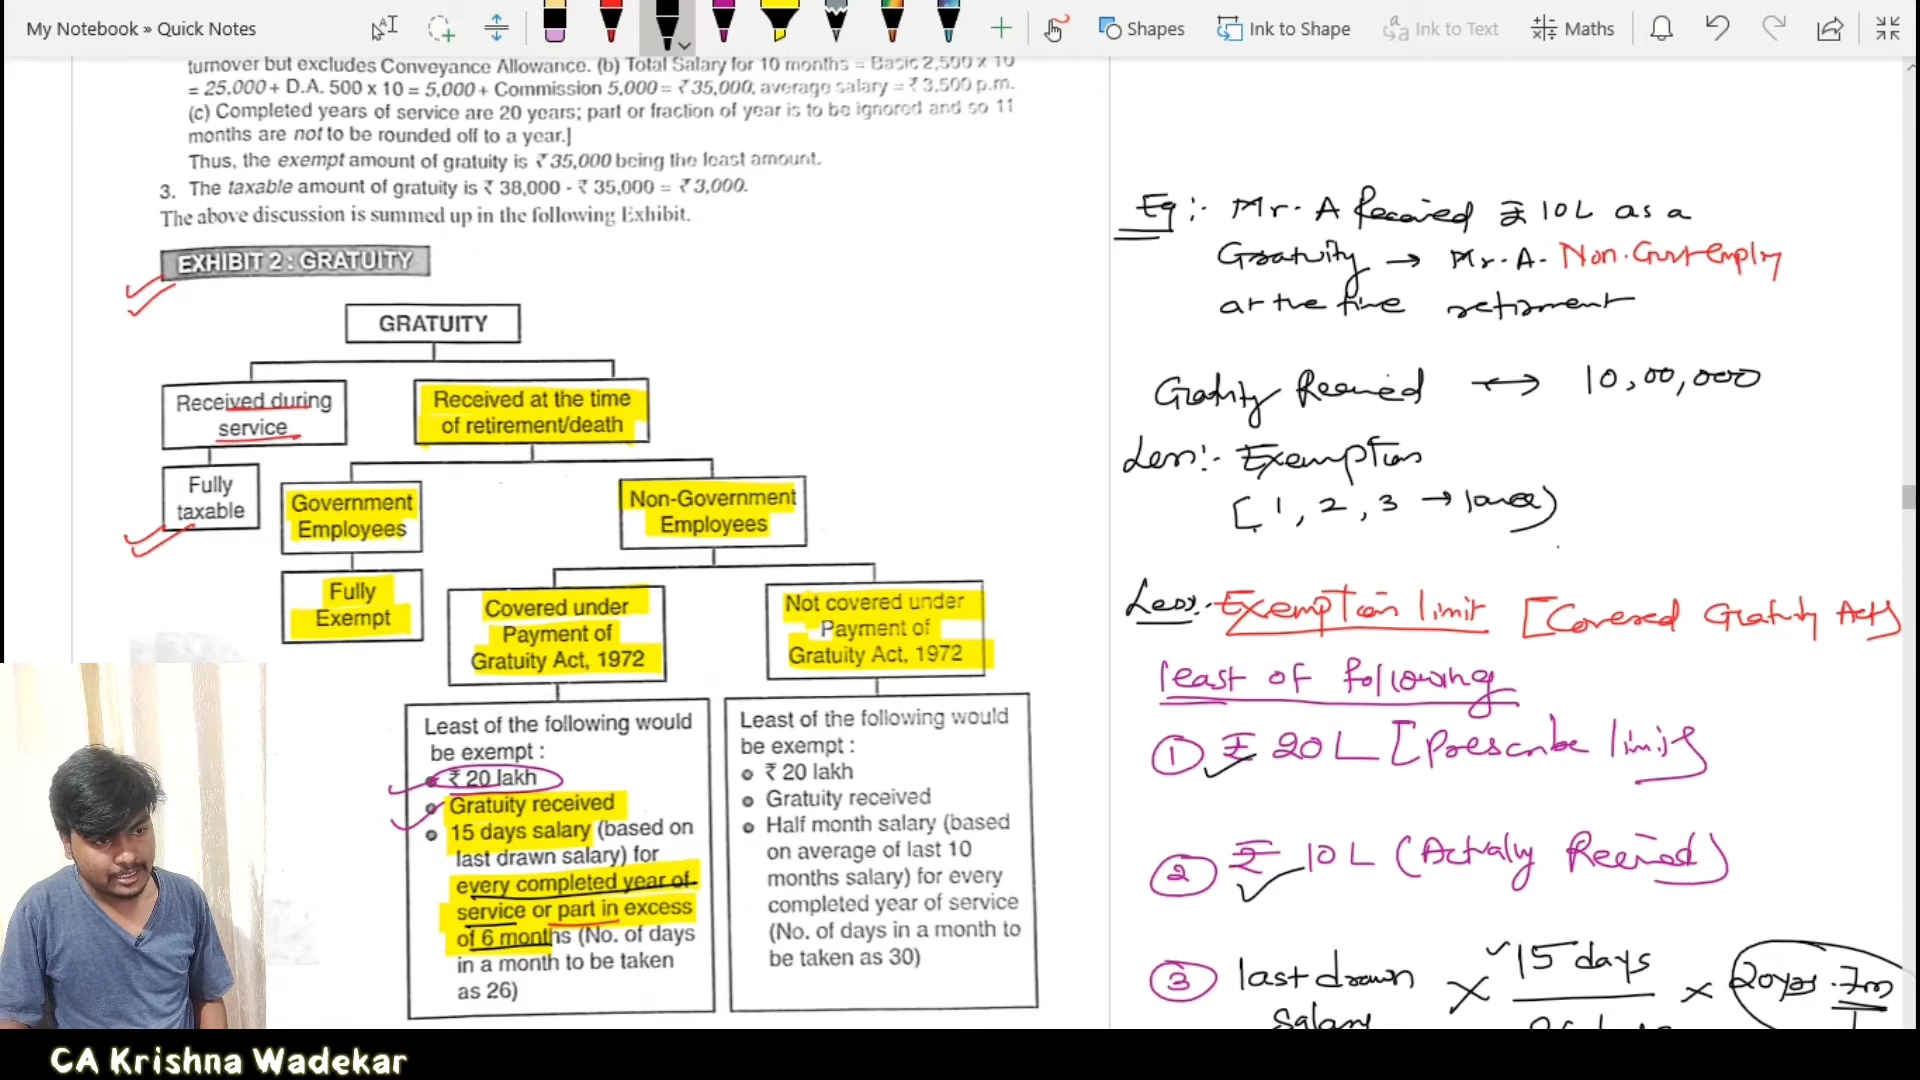 My Notebook » Quick Notes
Shapes
Ink to Shape
Ink to Text
Maths
turnover but excludes Conveyance Allowance. (b) Total Salary for 10 months = Basic 2,500 x 10
= 25,000 + D.A. 500 x 10 = 5,000 + Commission 5,000 = ₹ 35,000; average salary = ₹ 3,500 p.m.
(c) Completed years of service are 20 years; part or fraction of year is to be ignored and so 11
months are not to be rounded off to a year.]
Thus, the exempt amount of gratuity is ₹ 35,000 being the least amount.
3. The taxable amount of gratuity is ₹ 38,000 - ₹ 35,000 = ₹ 3,000.
The above discussion is summed up in the following Exhibit.
EXHIBIT 2 : GRATUITY
GRATUITY
Received during
service
Received at the time
of retirement/death
Fully
taxable
Government
Employees
Non-Government
Employees
Fully
Exempt
Covered under
Payment of
Gratuity Act, 1972
Not covered under
Payment of
Gratuity Act, 1972
Least of the following would
be exempt :
₹ 20 lakh
Gratuity received
15 days salary (based on
last drawn salary) for
every completed year of
service or part in excess
of 6 months (No. of days
in a month to be taken
as 26)
Least of the following would
be exempt :
₹ 20 lakh
Gratuity received
Half month salary (based
on average of last 10
months salary) for every
completed year of service
(No. of days in a month to
be taken as 30)
Eg:- Mr. A Received ₹ 10L as a
Gratuity → Mr. A.
at the time retirment
Gratuity Received ↔ 10,00,000
Less:- Exemption
[1, 2, 3 →
Less:- Exemption limit [Covered Gratuity Act]
least of following
① ₹ 20L [Prescribe limit]
② ₹ 10L (Actualy Received)
③ last drawn salary × 15 days × 20yrs. 7m
CA Krishna Wadekar